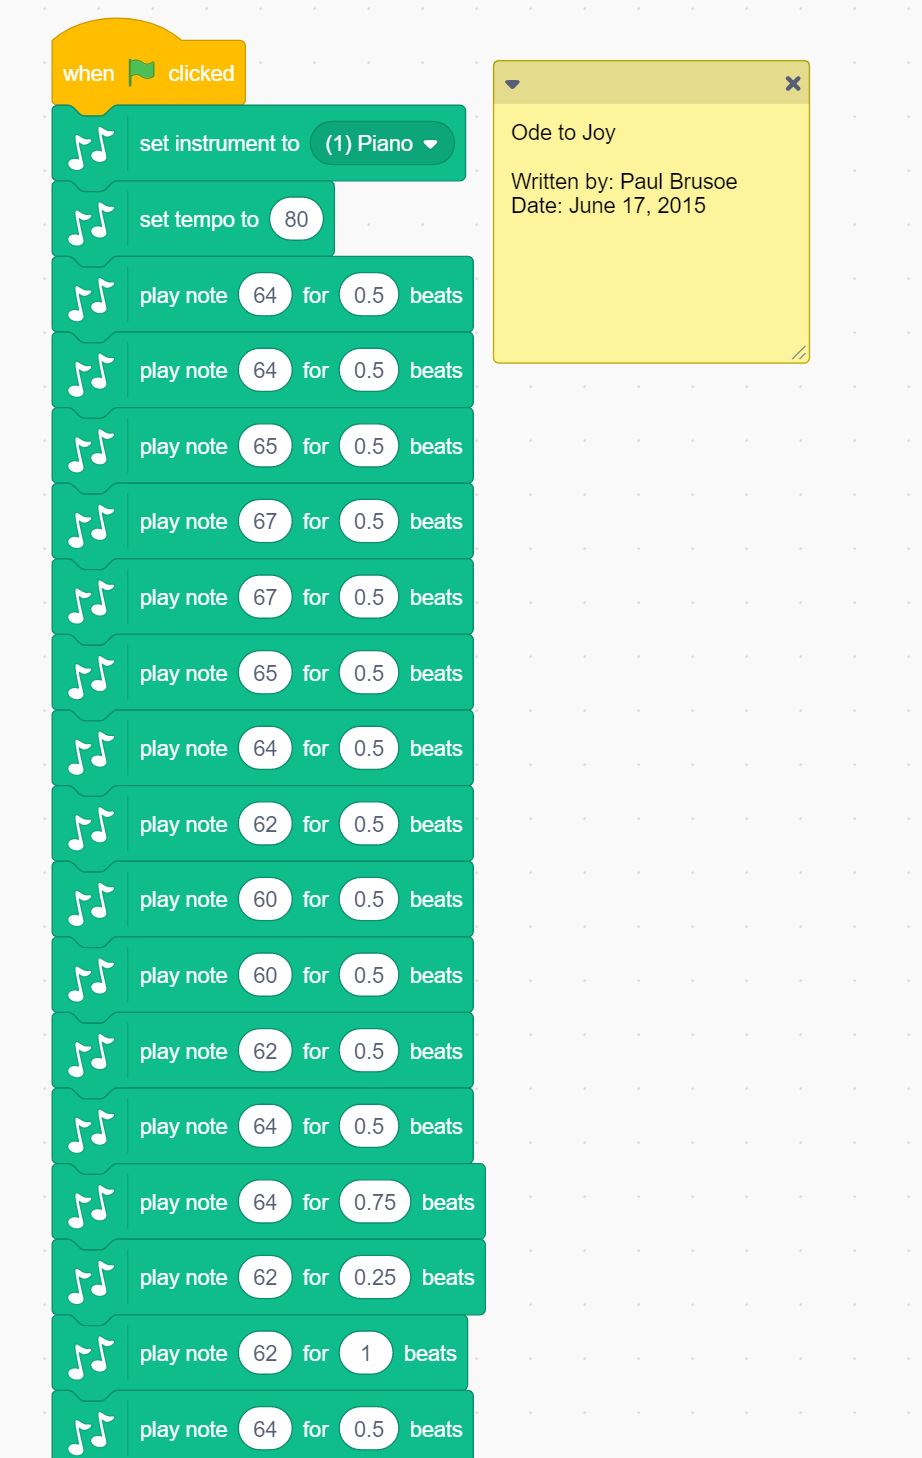 when clicked
set instrument to (1) Piano
set tempo to 80
play note 64 for 0.5 beats
play note 64 for 0.5 beats
play note 65 for 0.5 beats
play note 67 for 0.5 beats
play note 67 for 0.5 beats
play note 65 for 0.5 beats
play note 64 for 0.5 beats
play note 62 for 0.5 beats
play note 60 for 0.5 beats
play note 60 for 0.5 beats
play note 62 for 0.5 beats
play note 64 for 0.5 beats
play note 64 for 0.75 beats
play note 62 for 0.25 beats
play note 62 for 1 beats
play note 64 for 0.5 beats
Ode to Joy
Written by: Paul Brusoe
Date: June 17, 2015